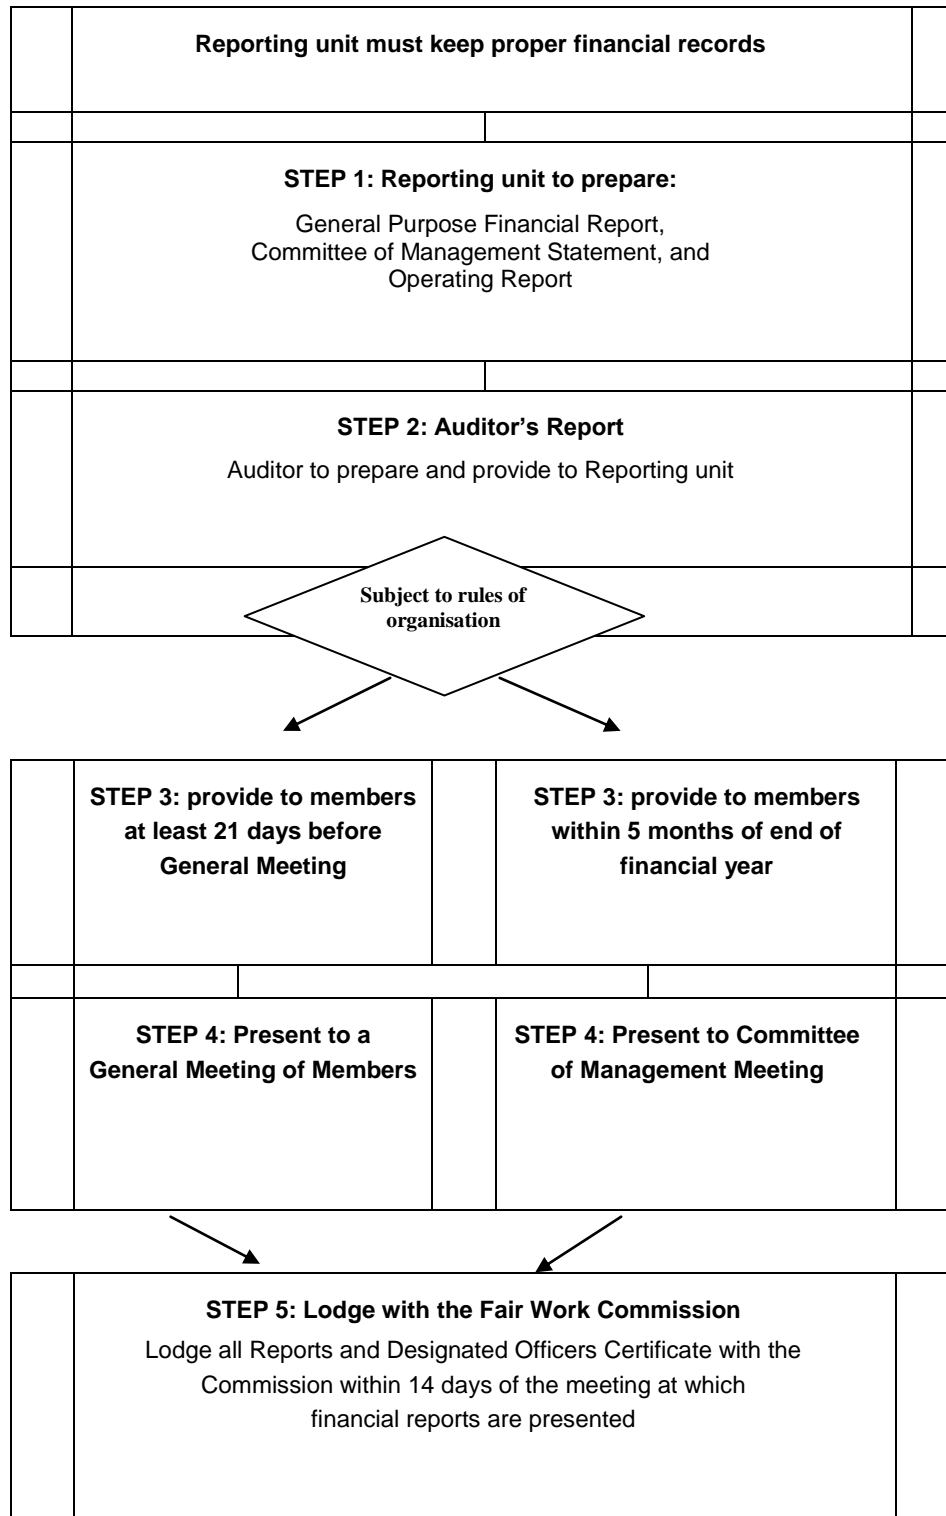 Reporting unit must keep proper financial records
STEP 1: Reporting unit to prepare:
General Purpose Financial Report,
Committee of Management Statement, and
Operating Report
STEP 2: Auditor’s Report
Auditor to prepare and provide to Reporting unit
Subject to rules of
organisation
STEP 3: provide to members
at least 21 days before
General Meeting
STEP 3: provide to members
within 5 months of end of
financial year
STEP 4: Present to a
General Meeting of Members
STEP 4: Present to Committee
of Management Meeting
STEP 5: Lodge with the Fair Work Commission
Lodge all Reports and Designated Officers Certificate with the
Commission within 14 days of the meeting at which
financial reports are presented